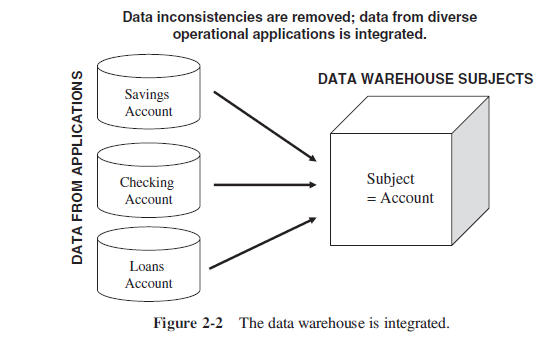 Data inconsistencies are removed; data from diverse
operational applications is integrated.
DATA FROM APPLICATIONS
DATA WAREHOUSE SUBJECTS
Savings
Account
Checking
Account
Loans
Account
Subject
= Account
Figure 2-2 The data warehouse is integrated.